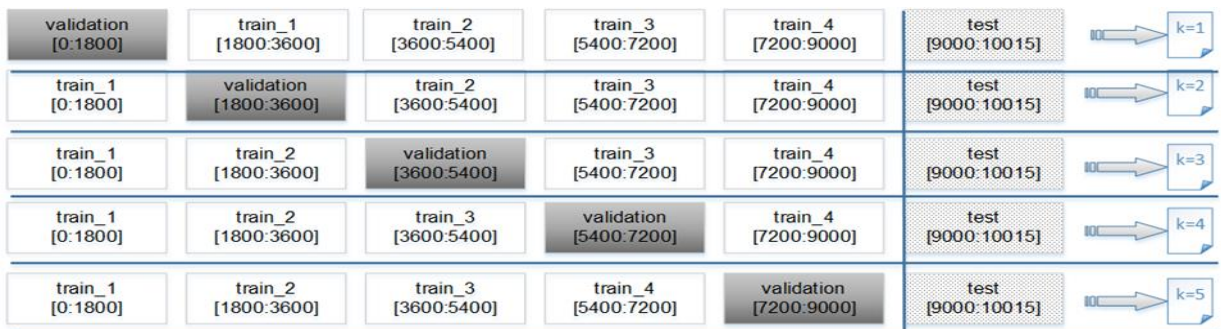 validation train_1 train_2 train_3 train_4 test k=1
[0:1800] [1800:3600] [3600:5400] [5400:7200] [7200:9000] [9000:10015]
train_1 validation train_2 train_3 train_4 test k=2
[0:1800] [1800:3600] [3600:5400] [5400:7200] [7200:9000] [9000:10015]
train_1 train_2 validation train_3 train_4 test k=3
[0:1800] [1800:3600] [3600:5400] [5400:7200] [7200:9000] [9000:10015]
train_1 train_2 train_3 validation train_4 test k=4
[0:1800] [1800:3600] [3600:5400] [5400:7200] [7200:9000] [9000:10015]
train_1 train_2 train_3 train_4 validation test k=5
[0:1800] [1800:3600] [3600:5400] [5400:7200] [7200:9000] [9000:10015]